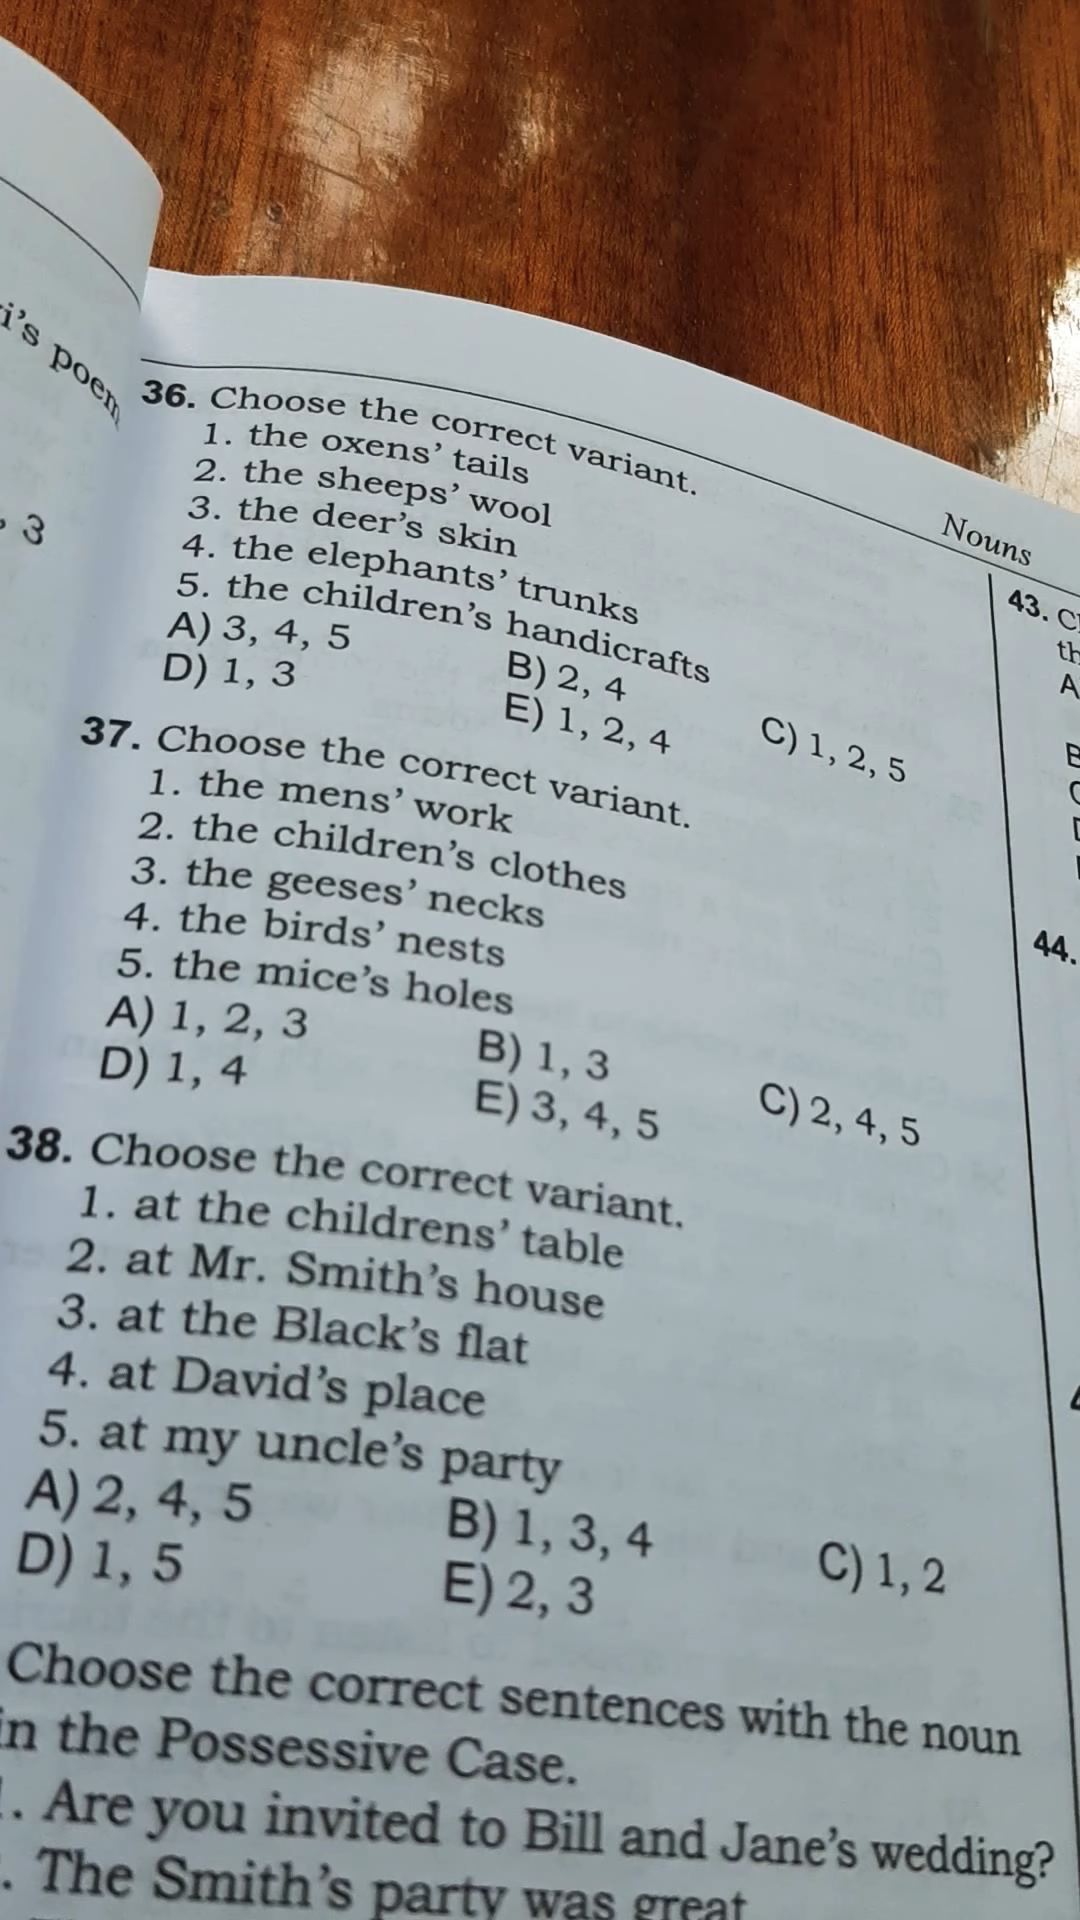 i's poem
, 3
Nouns
36. Choose the correct variant.
1. the oxens' tails
2. the sheeps' wool
3. the deer's skin
4. the elephants' trunks
5. the children's handicrafts
A) 3, 4, 5 B) 2, 4 C) 1, 2, 5
D) 1, 3 E) 1, 2, 4
37. Choose the correct variant.
1. the mens' work
2. the children's clothes
3. the geeses' necks
4. the birds' nests
5. the mice's holes
A) 1, 2, 3 B) 1, 3 C) 2, 4, 5
D) 1, 4 E) 3, 4, 5
38. Choose the correct variant.
1. at the childrens' table
2. at Mr. Smith's house
3. at the Black's flat
4. at David's place
5. at my uncle's party
A) 2, 4, 5 B) 1, 3, 4 C) 1, 2
D) 1, 5 E) 2, 3
Choose the correct sentences with the noun
in the Possessive Case.
. Are you invited to Bill and Jane's wedding?
. The Smith's party was great
43.
A
44.